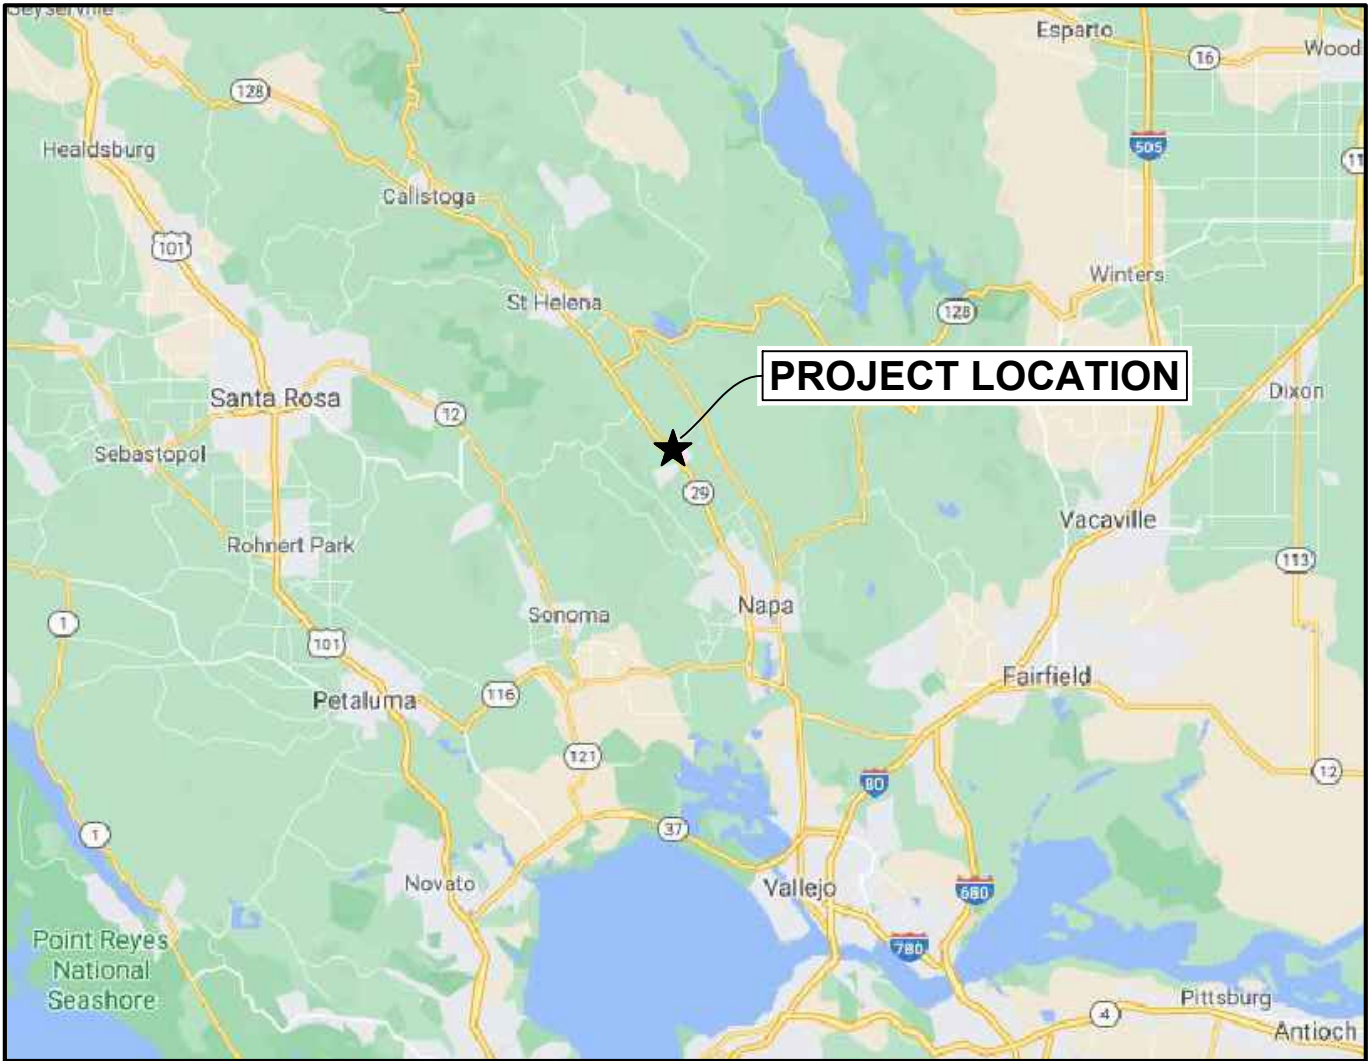 Geyserville
Esparto
16
Wood
128
505
Healdsburg
Calistoga
101
Winters
St Helena
128
PROJECT LOCATION
Santa Rosa
12
Dixon
Sebastopol
29
Vacaville
Rohnert Park
113
1
Sonoma
Napa
101
Fairfield
Petaluma
116
121
80
12
1
37
Novato
Vallejo
680
Point Reyes
National
Seashore
780
Pittsburg
4
Antioch